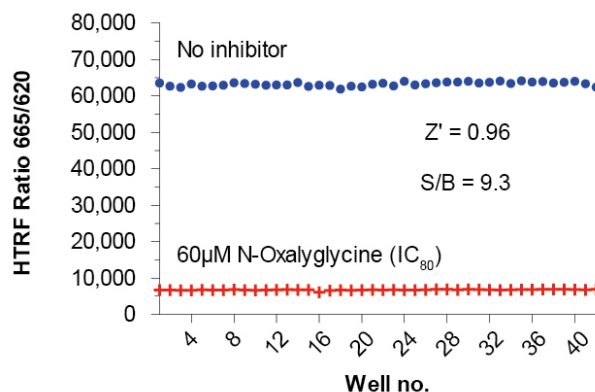 80,000
70,000
60,000
50,000
40,000
30,000
20,000
10,000
0
HTRF Ratio 665/620
No inhibitor
Z' = 0.96
S/B = 9.3
60µM N-Oxalyglycine (IC80)
4 8 12 16 20 24 28 32 36 40
Well no.